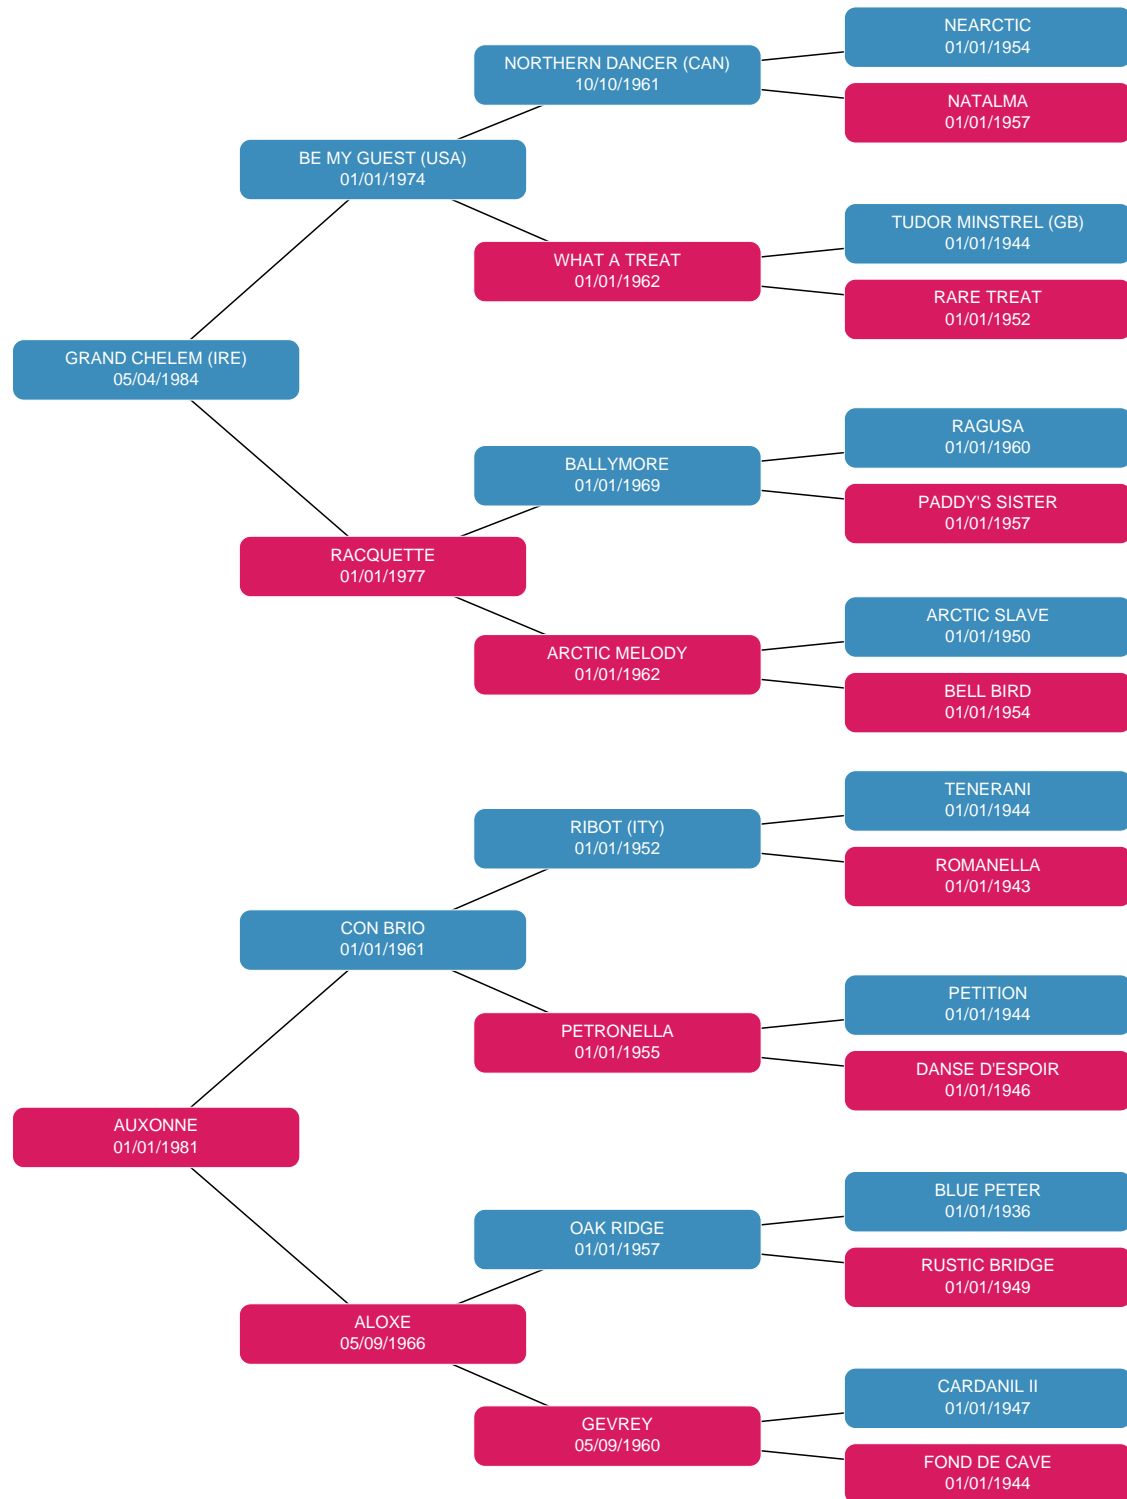 NEARCTIC
01/01/1954
NORTHERN DANCER (CAN)
10/10/1961
NATALMA
01/01/1957
BE MY GUEST (USA)
01/01/1974
TUDOR MINSTREL (GB)
01/01/1944
WHAT A TREAT
01/01/1962
RARE TREAT
01/01/1952
GRAND CHELEM (IRE)
05/04/1984
RAGUSA
01/01/1960
BALLYMORE
01/01/1969
PADDY'S SISTER
01/01/1957
RACQUETTE
01/01/1977
ARCTIC SLAVE
01/01/1950
ARCTIC MELODY
01/01/1962
BELL BIRD
01/01/1954
TENERANI
01/01/1944
RIBOT (ITY)
01/01/1952
ROMANELLA
01/01/1943
CON BRIO
01/01/1961
PETITION
01/01/1944
PETRONELLA
01/01/1955
DANSE D'ESPOIR
01/01/1946
AUXONNE
01/01/1981
BLUE PETER
01/01/1936
OAK RIDGE
01/01/1957
RUSTIC BRIDGE
01/01/1949
ALOXE
05/09/1966
CARDANIL II
01/01/1947
GEVREY
05/09/1960
FOND DE CAVE
01/01/1944